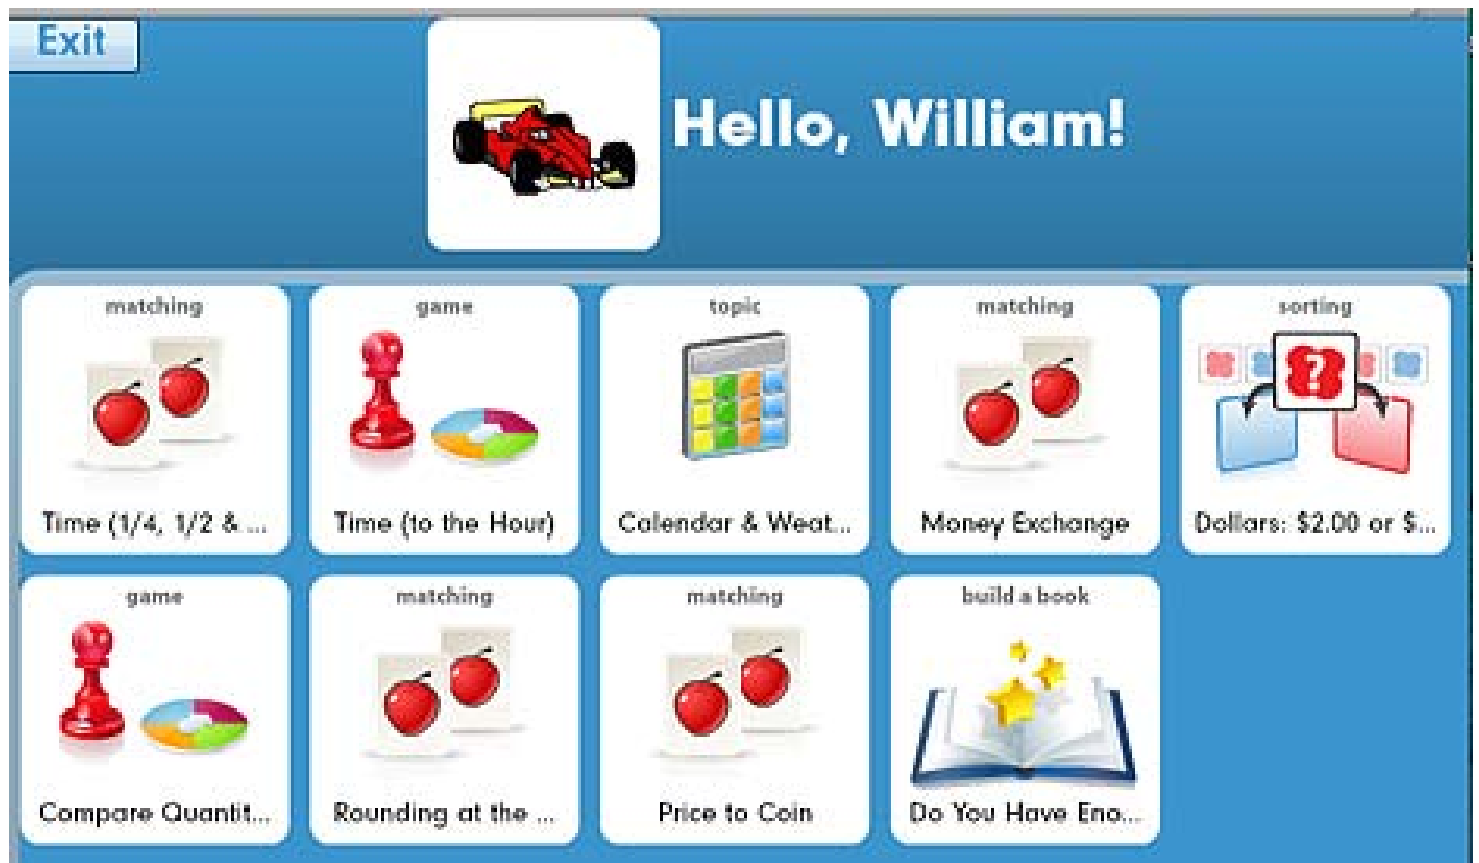 Exit
Hello, William!
matching
game
topic
matching
sorting
?
Time (1/4, 1/2 & ...
Time (to the Hour)
Calendar & Weat...
Money Exchange
Dollars: $2.00 or $...
game
matching
matching
build a book
Compare Quantit...
Rounding at the ...
Price to Coin
Do You Have Eno...